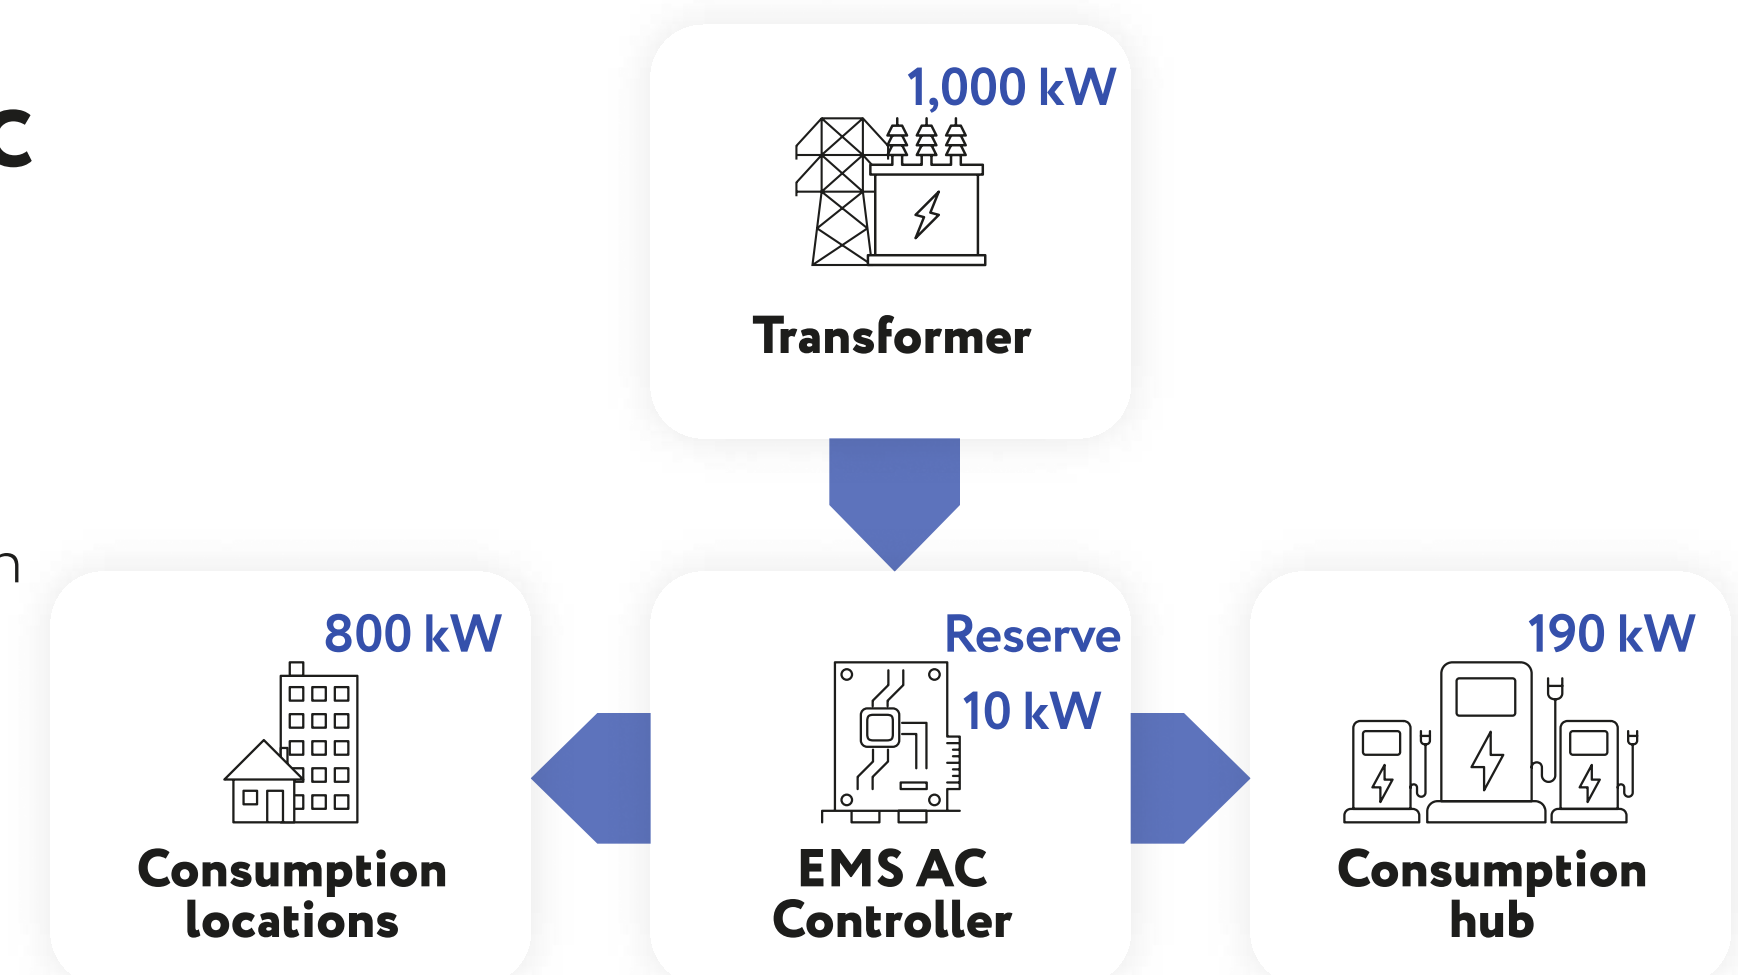 C
1,000 kW
Transformer
n
800 kW
Reserve
190 kW
10 kW
Consumption
locations
EMS AC
Controller
Consumption
hub